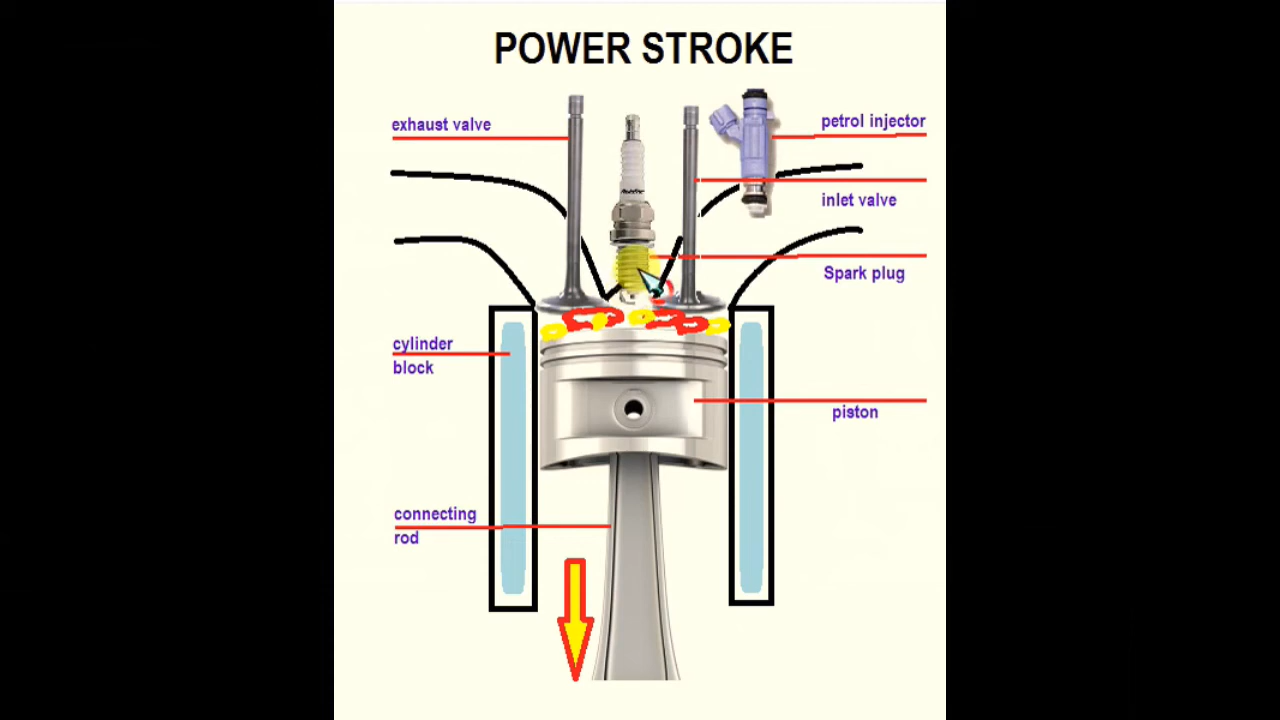 POWER STROKE
exhaust valve
petrol injector
inlet valve
Spark plug
cylinder
block
piston
connecting
rod